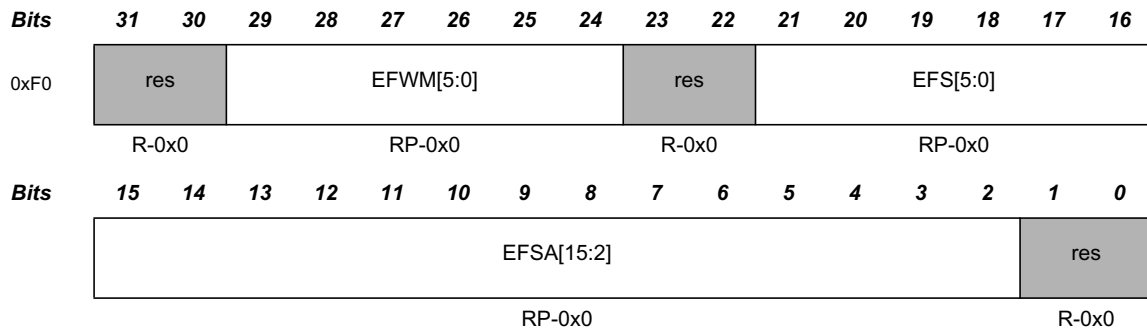 Bits 31 30 29 28 27 26 25 24 23 22 21 20 19 18 17 16
0xF0 res EFWM[5:0] res EFS[5:0]
R-0x0 RP-0x0 R-0x0 RP-0x0
Bits 15 14 13 12 11 10 9 8 7 6 5 4 3 2 1 0
EFSA[15:2] res
RP-0x0 R-0x0